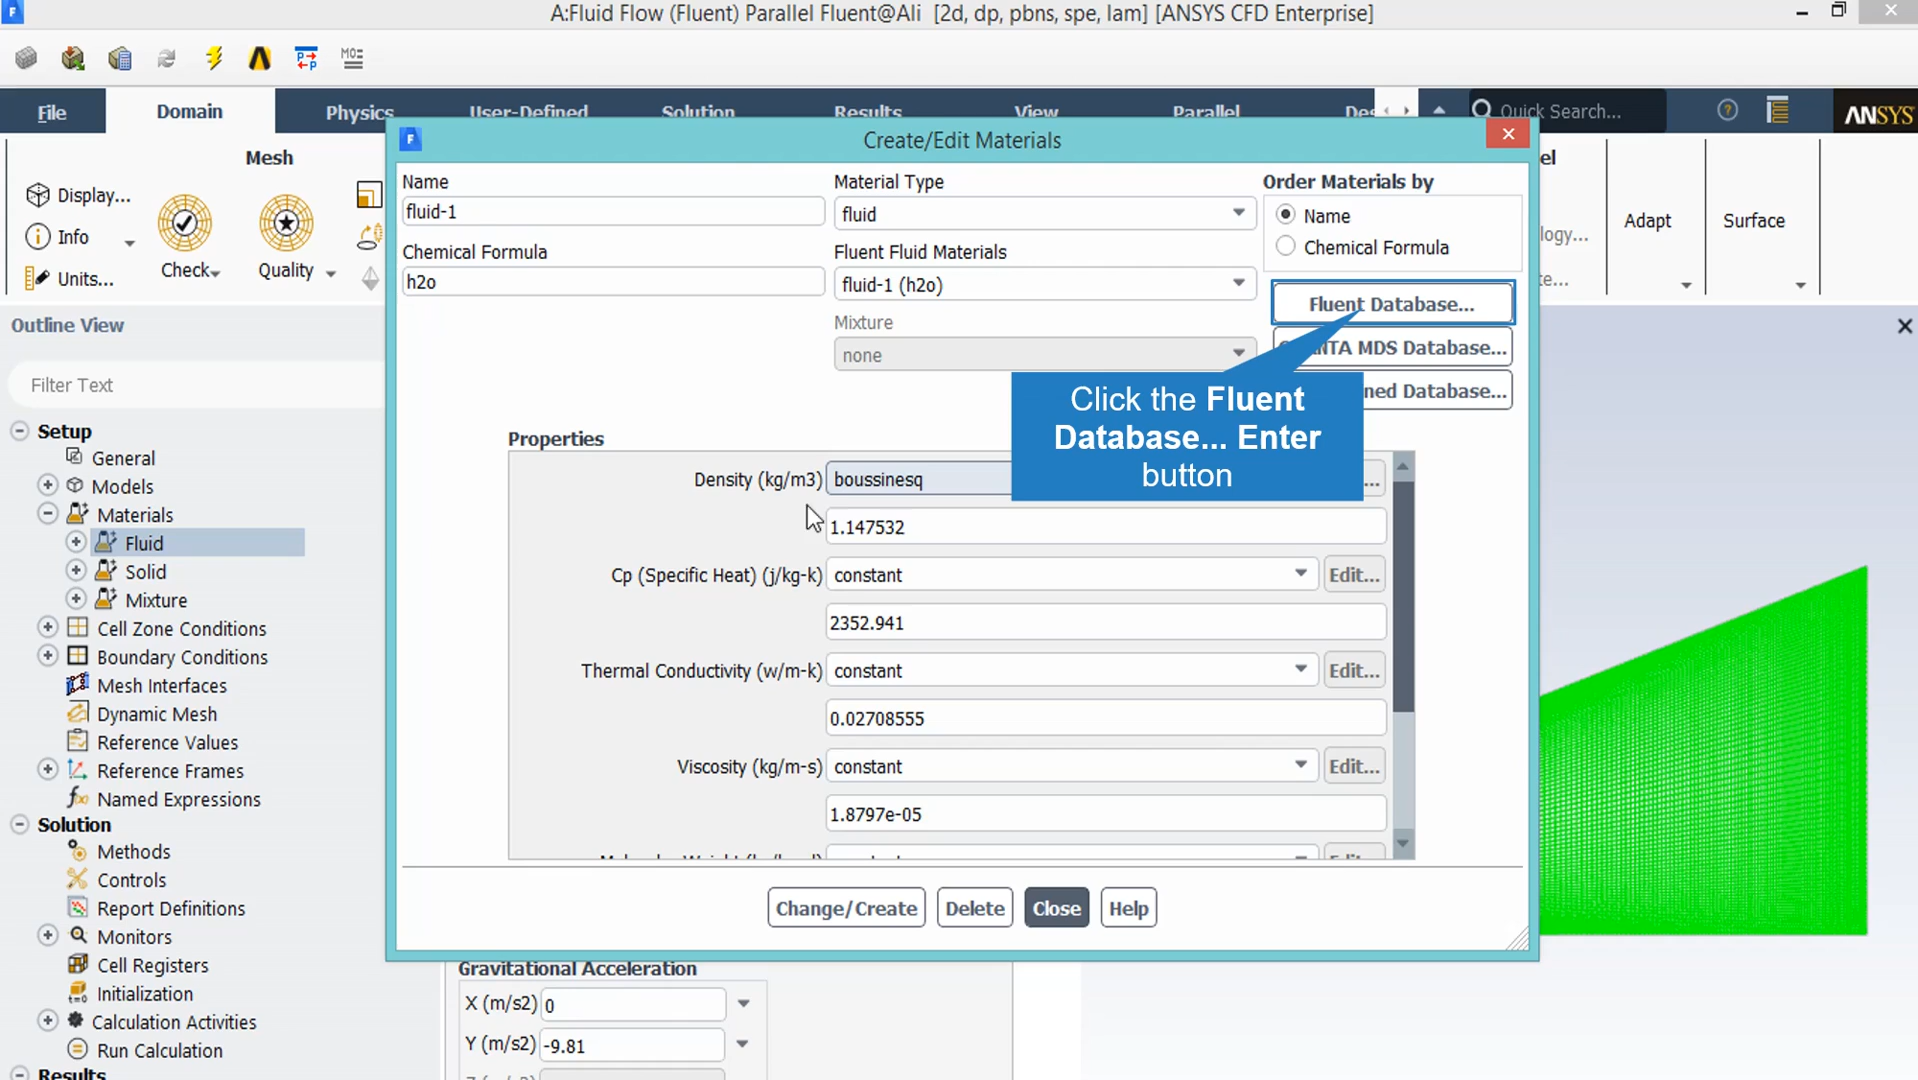 A:Fluid Flow (Fluent) Parallel Fluent@Ali [2d, dp, pbns, spe, lam] [ANSYS CFD Enterprise]
File
Domain
Physics
User-Defined
Solution
Results
View
Parallel
Quick Search...
ANSYS
Mesh
Display...
Info
Units...
Check
Quality
Adapt
Surface
Create/Edit Materials
Name
fluid-1
Chemical Formula
h2o
Material Type
fluid
Fluent Fluid Materials
fluid-1 (h2o)
Mixture
none
Order Materials by
Name
Chemical Formula
Fluent Database...
MDS Database...
Database...
Click the Fluent
Database... Enter
button
Properties
Density (kg/m3)
boussinesq
1.147532
Cp (Specific Heat) (j/kg-k)
constant
Edit...
2352.941
Thermal Conductivity (w/m-k)
constant
Edit...
0.02708555
Viscosity (kg/m-s)
constant
Edit...
1.8797e-05
Change/Create
Delete
Close
Help
Outline View
Filter Text
Setup
General
Models
Materials
Fluid
Solid
Mixture
Cell Zone Conditions
Boundary Conditions
Mesh Interfaces
Dynamic Mesh
Reference Values
Reference Frames
Named Expressions
Solution
Methods
Controls
Report Definitions
Monitors
Cell Registers
Initialization
Calculation Activities
Run Calculation
Results
Gravitational Acceleration
X (m/s2) 0
Y (m/s2) -9.81